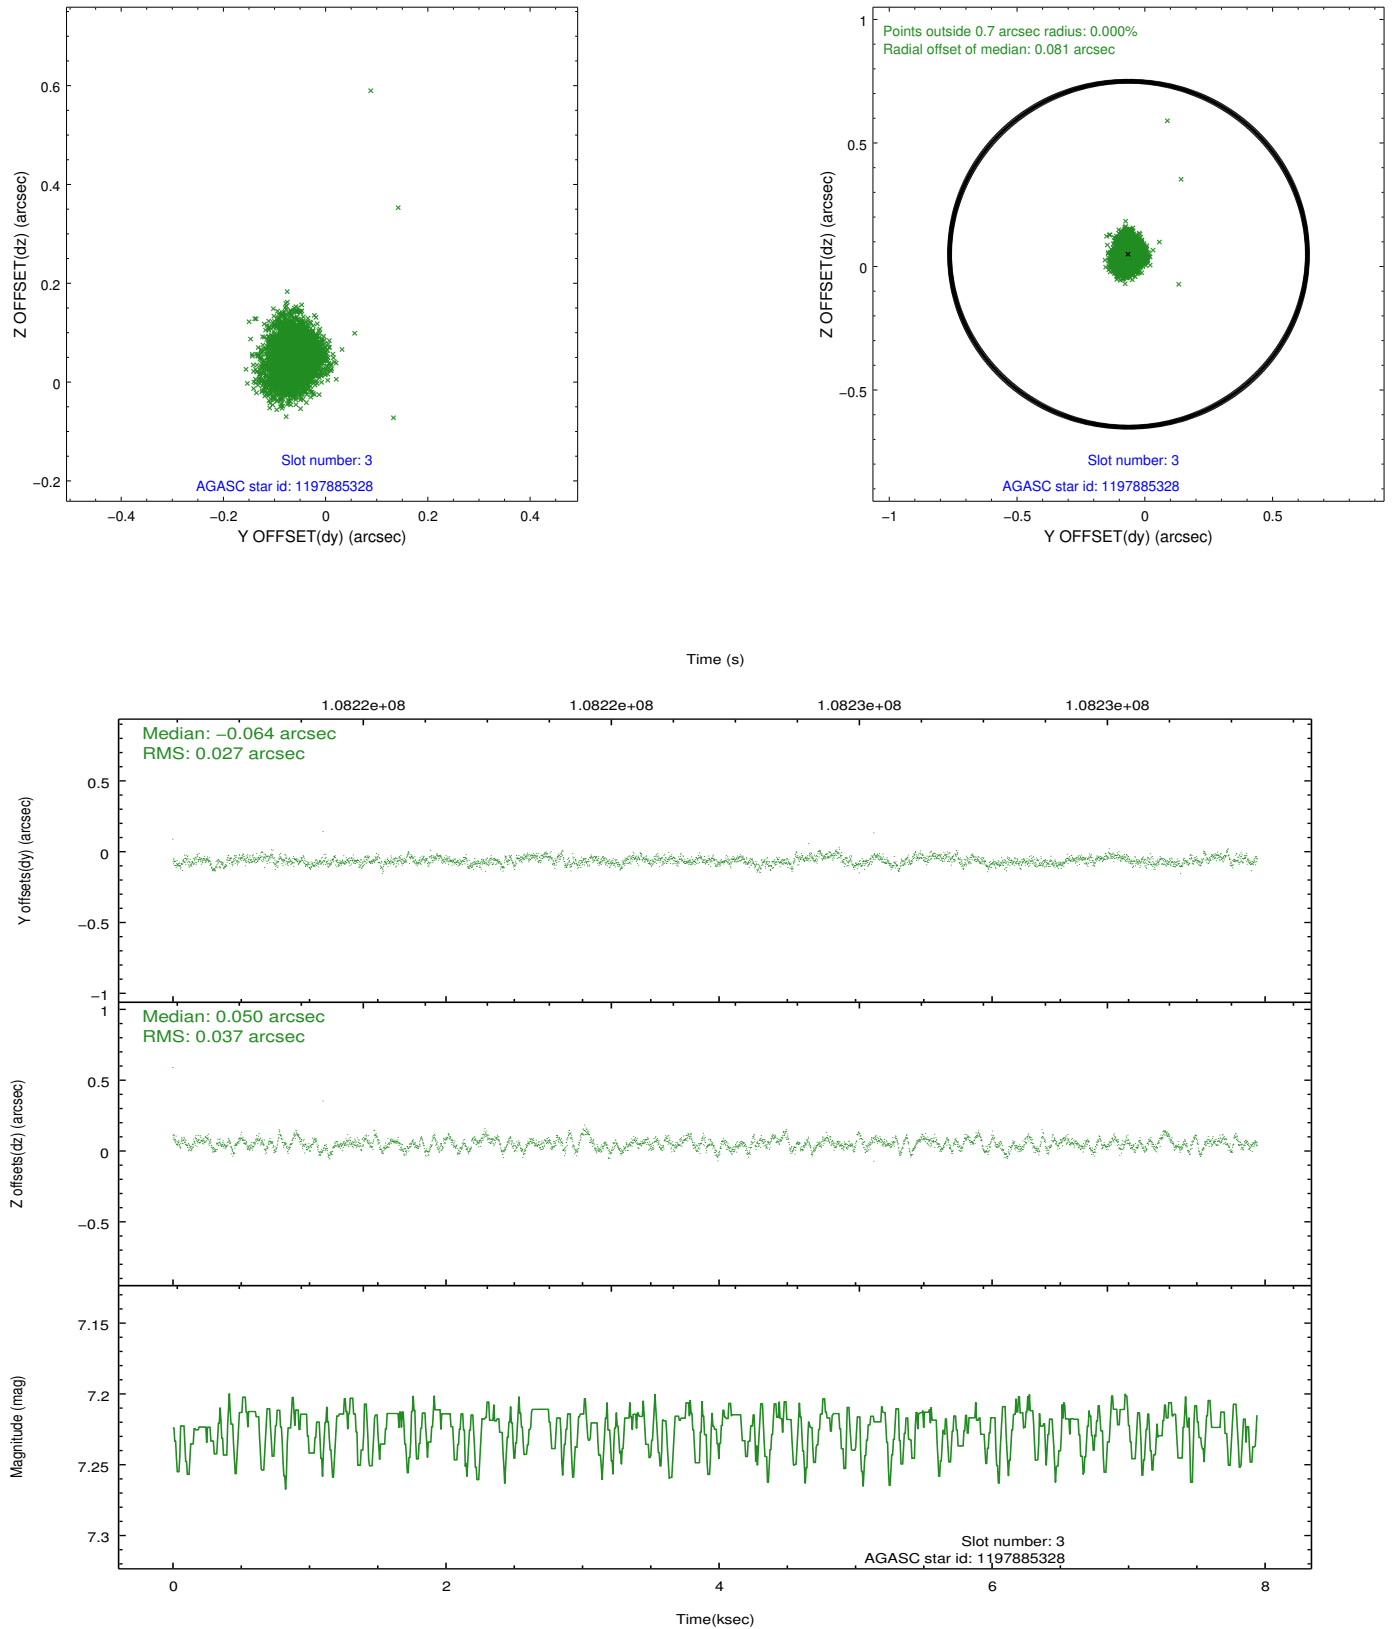 0.6
0.4
0.2
0
−0.2
Z OFFSET(dz) (arcsec)
Slot number: 3
AGASC star id: 1197885328
−0.4
−0.2
0
0.2
0.4
Y OFFSET(dy) (arcsec)
Points outside 0.7 arcsec radius: 0.000%
Radial offset of median: 0.081 arcsec
1
0.5
0
−0.5
Z OFFSET(dz) (arcsec)
Slot number: 3
AGASC star id: 1197885328
−1
−0.5
0
0.5
Y OFFSET(dy) (arcsec)
Time (s)
1.0822e+08
1.0822e+08
1.0823e+08
1.0823e+08
Median: −0.064 arcsec
RMS: 0.027 arcsec
0.5
0
−0.5
−1
Y offsets(dy) (arcsec)
Median: 0.050 arcsec
RMS: 0.037 arcsec
1
0.5
0
−0.5
Z offsets(dz) (arcsec)
7.15
7.2
7.25
7.3
Magnitude (mag)
Slot number: 3
AGASC star id: 1197885328
0
2
4
6
8
Time(ksec)